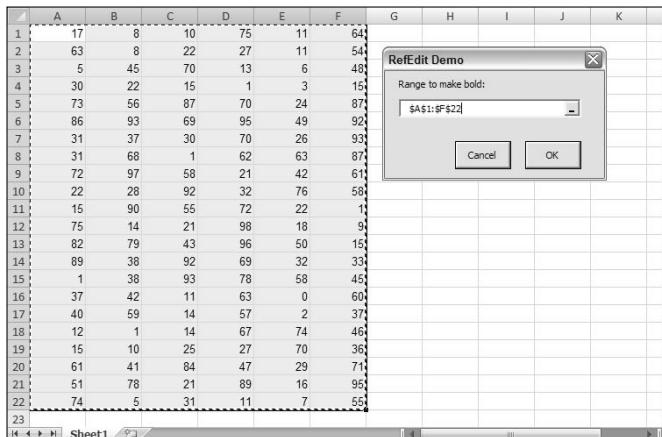 A B C D E F G H I J K
1 17 8 10 75 11 64
2 63 8 22 27 11 54
3 5 45 70 13 6 48
4 30 22 15 1 3 15
5 73 56 87 70 24 87
6 86 93 69 95 49 92
7 31 37 30 70 26 93
8 31 68 1 62 63 87
9 72 97 58 21 42 61
10 22 28 92 32 76 58
11 15 90 55 72 22 1
12 75 14 21 98 18 9
13 82 79 43 96 50 15
14 89 38 92 69 32 33
15 1 38 93 78 58 45
16 37 42 11 63 0 60
17 40 59 14 57 2 37
18 12 1 14 67 74 46
19 15 10 25 27 70 36
20 61 41 84 47 29 71
21 51 78 21 89 16 95
22 74 5 31 11 7 55
23
Sheet1
RefEdit Demo
Range to make bold:
$A$1:$F$22
Cancel OK